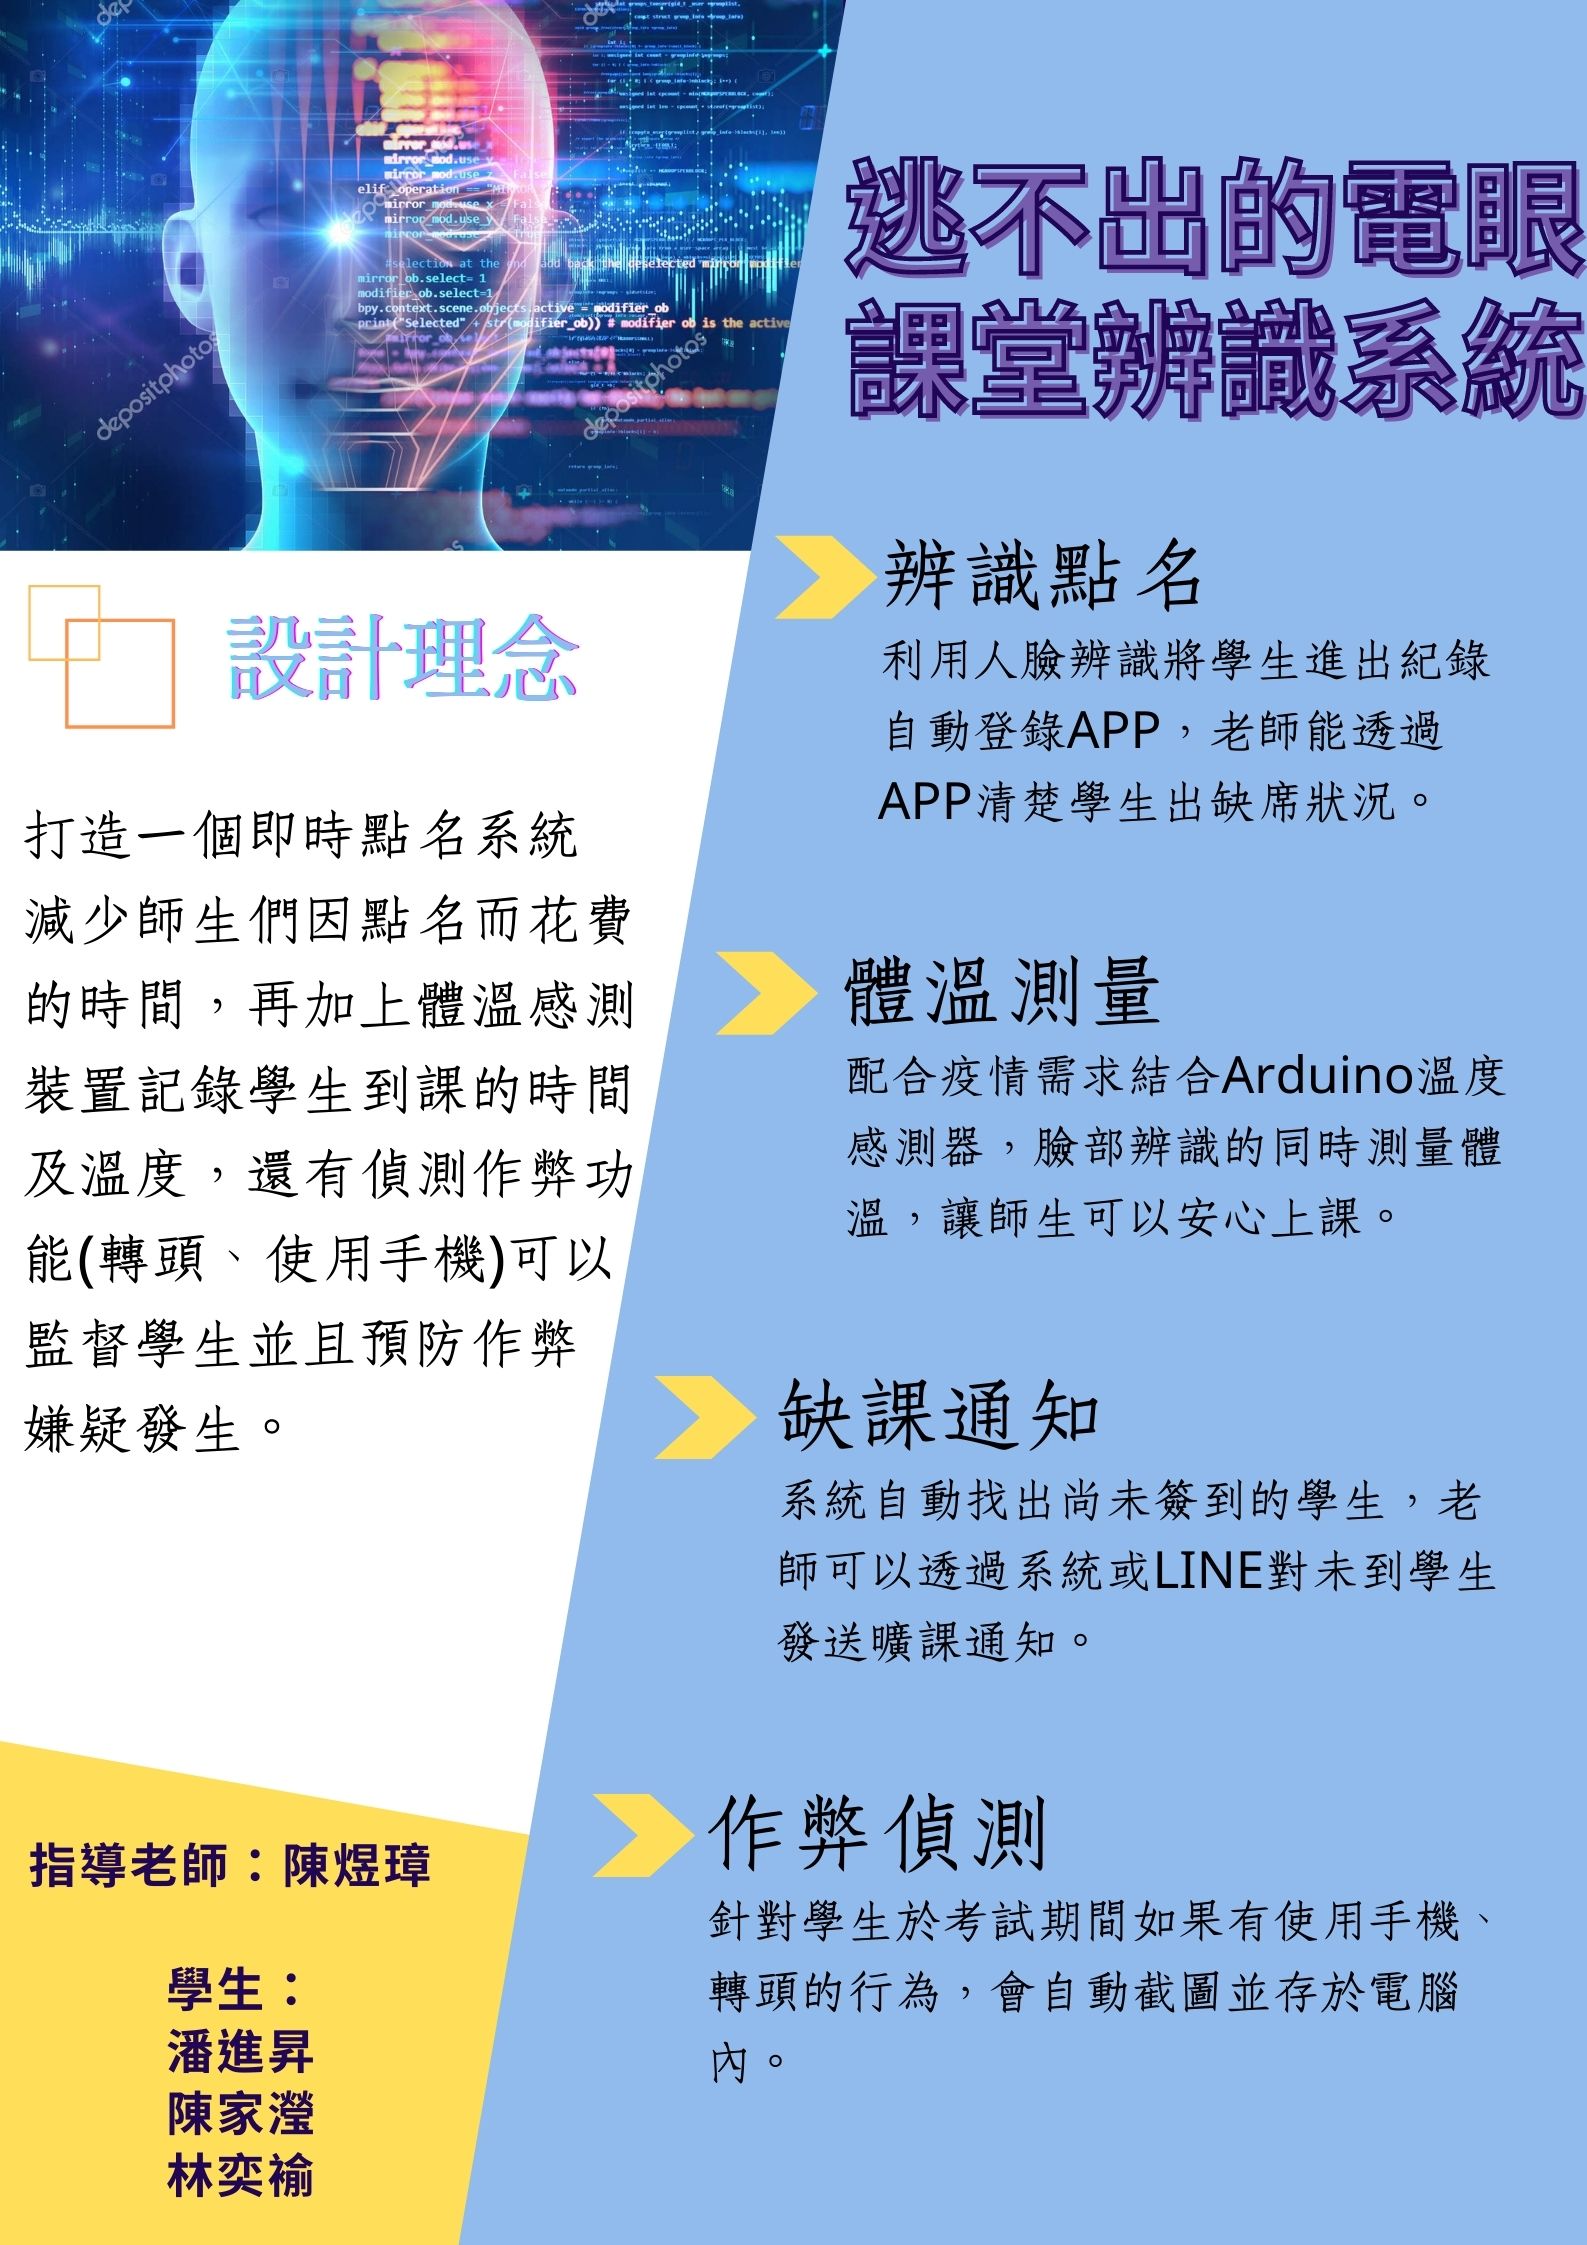 逃不出的電眼
課堂辨識系統
elif _operation == "MIRROR_Z":
mirror_mod.use_x = False
mirror_mod.use_y = False
mirror_mod.use_z = True
#selection at the end -add back the deselected mirror modifier
mirror_ob.select= 1
modifier_ob.select=1
bpy.context.scene.objects.active = modifier_ob
print("Selected" + str(modifier_ob)) # modifier ob is the active
depositphotos
depositphotos
設計理念
打造一個即時點名系統
減少師生們因點名而花費
的時間，再加上體溫感測
裝置記錄學生到課的時間
及溫度，還有偵測作弊功
能(轉頭、使用手機)可以
監督學生並且預防作弊
嫌疑發生。
辨識點名
利用人臉辨識將學生進出紀錄
自動登錄APP，老師能透過
APP清楚學生出缺席狀況。
體溫測量
配合疫情需求結合Arduino溫度
感測器，臉部辨識的同時測量體
溫，讓師生可以安心上課。
缺課通知
系統自動找出尚未簽到的學生，老
師可以透過系統或LINE對未到學生
發送曠課通知。
作弊偵測
針對學生於考試期間如果有使用手機、
轉頭的行為，會自動截圖並存於電腦
內。
指導老師：陳煜璋
學生：
潘進昇
陳家瀅
林奕褕